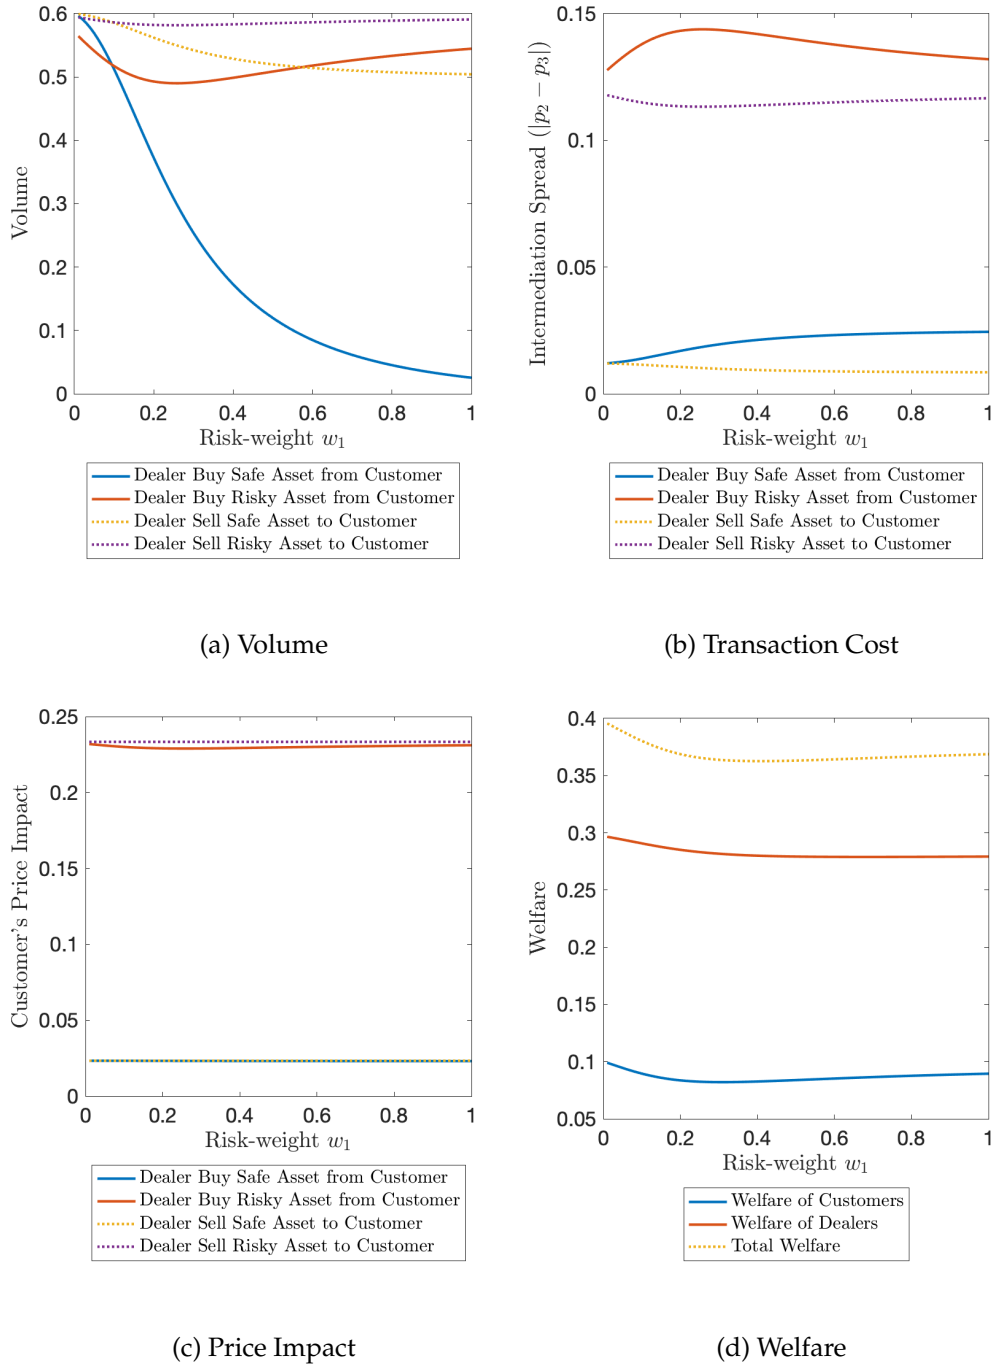 0.6
0.5
0.4
0.3
0.2
0.1
0
Volume
0 0.2 0.4 0.6 0.8 1
Risk-weight w₁
Dealer Buy Safe Asset from Customer
Dealer Buy Risky Asset from Customer
Dealer Sell Safe Asset to Customer
Dealer Sell Risky Asset to Customer
(a) Volume
0.15
0.1
0.05
0
Intermediation Spread (|p₂ − p₃|)
0 0.2 0.4 0.6 0.8 1
Risk-weight w₁
Dealer Buy Safe Asset from Customer
Dealer Buy Risky Asset from Customer
Dealer Sell Safe Asset to Customer
Dealer Sell Risky Asset to Customer
(b) Transaction Cost
0.25
0.2
0.15
0.1
0.05
0
Customer's Price Impact
0 0.2 0.4 0.6 0.8 1
Risk-weight w₁
Dealer Buy Safe Asset from Customer
Dealer Buy Risky Asset from Customer
Dealer Sell Safe Asset to Customer
Dealer Sell Risky Asset to Customer
(c) Price Impact
0.4
0.35
0.3
0.25
0.2
0.15
0.1
0.05
Welfare
0 0.2 0.4 0.6 0.8 1
Risk-weight w₁
Welfare of Customers
Welfare of Dealers
Total Welfare
(d) Welfare